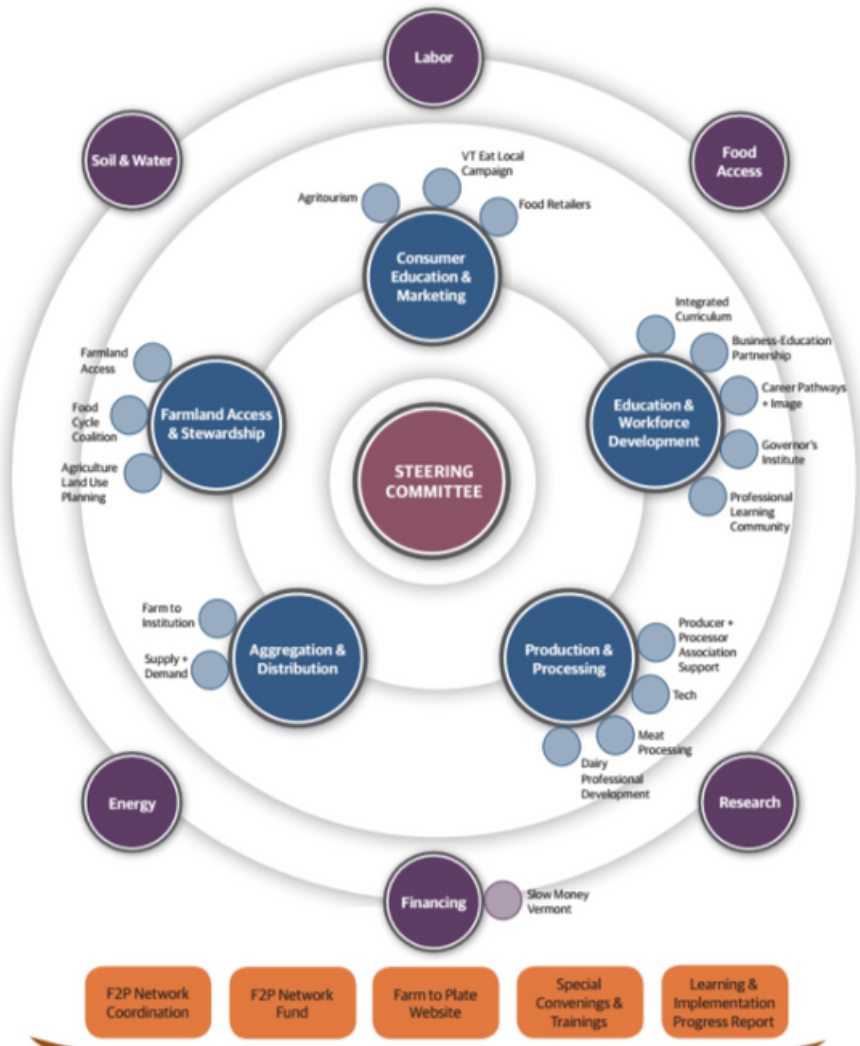 Labor
Soil & Water
Food
Access
VT Eat Local
Campaign
Agritourism
Food Retailers
Consumer
Education &
Marketing
Integrated
Curriculum
Business-Education
Partnership
Career Pathways
+ Image
Governor's
Institute
Professional
Learning
Community
Education &
Workforce
Development
Farmland
Access
Food
Cycle
Coalition
Agriculture
Land Use
Planning
Farmland Access
& Stewardship
STEERING
COMMITTEE
Farm to
Institution
Supply +
Demand
Aggregation &
Distribution
Production &
Processing
Producer +
Processor
Association
Support
Tech
Meat
Processing
Dairy
Professional
Development
Energy
Research
Financing
Slow Money
Vermont
F2P Network
Coordination
F2P Network
Fund
Farm to Plate
Website
Special
Convenings &
Trainings
Learning &
Implementation
Progress Report